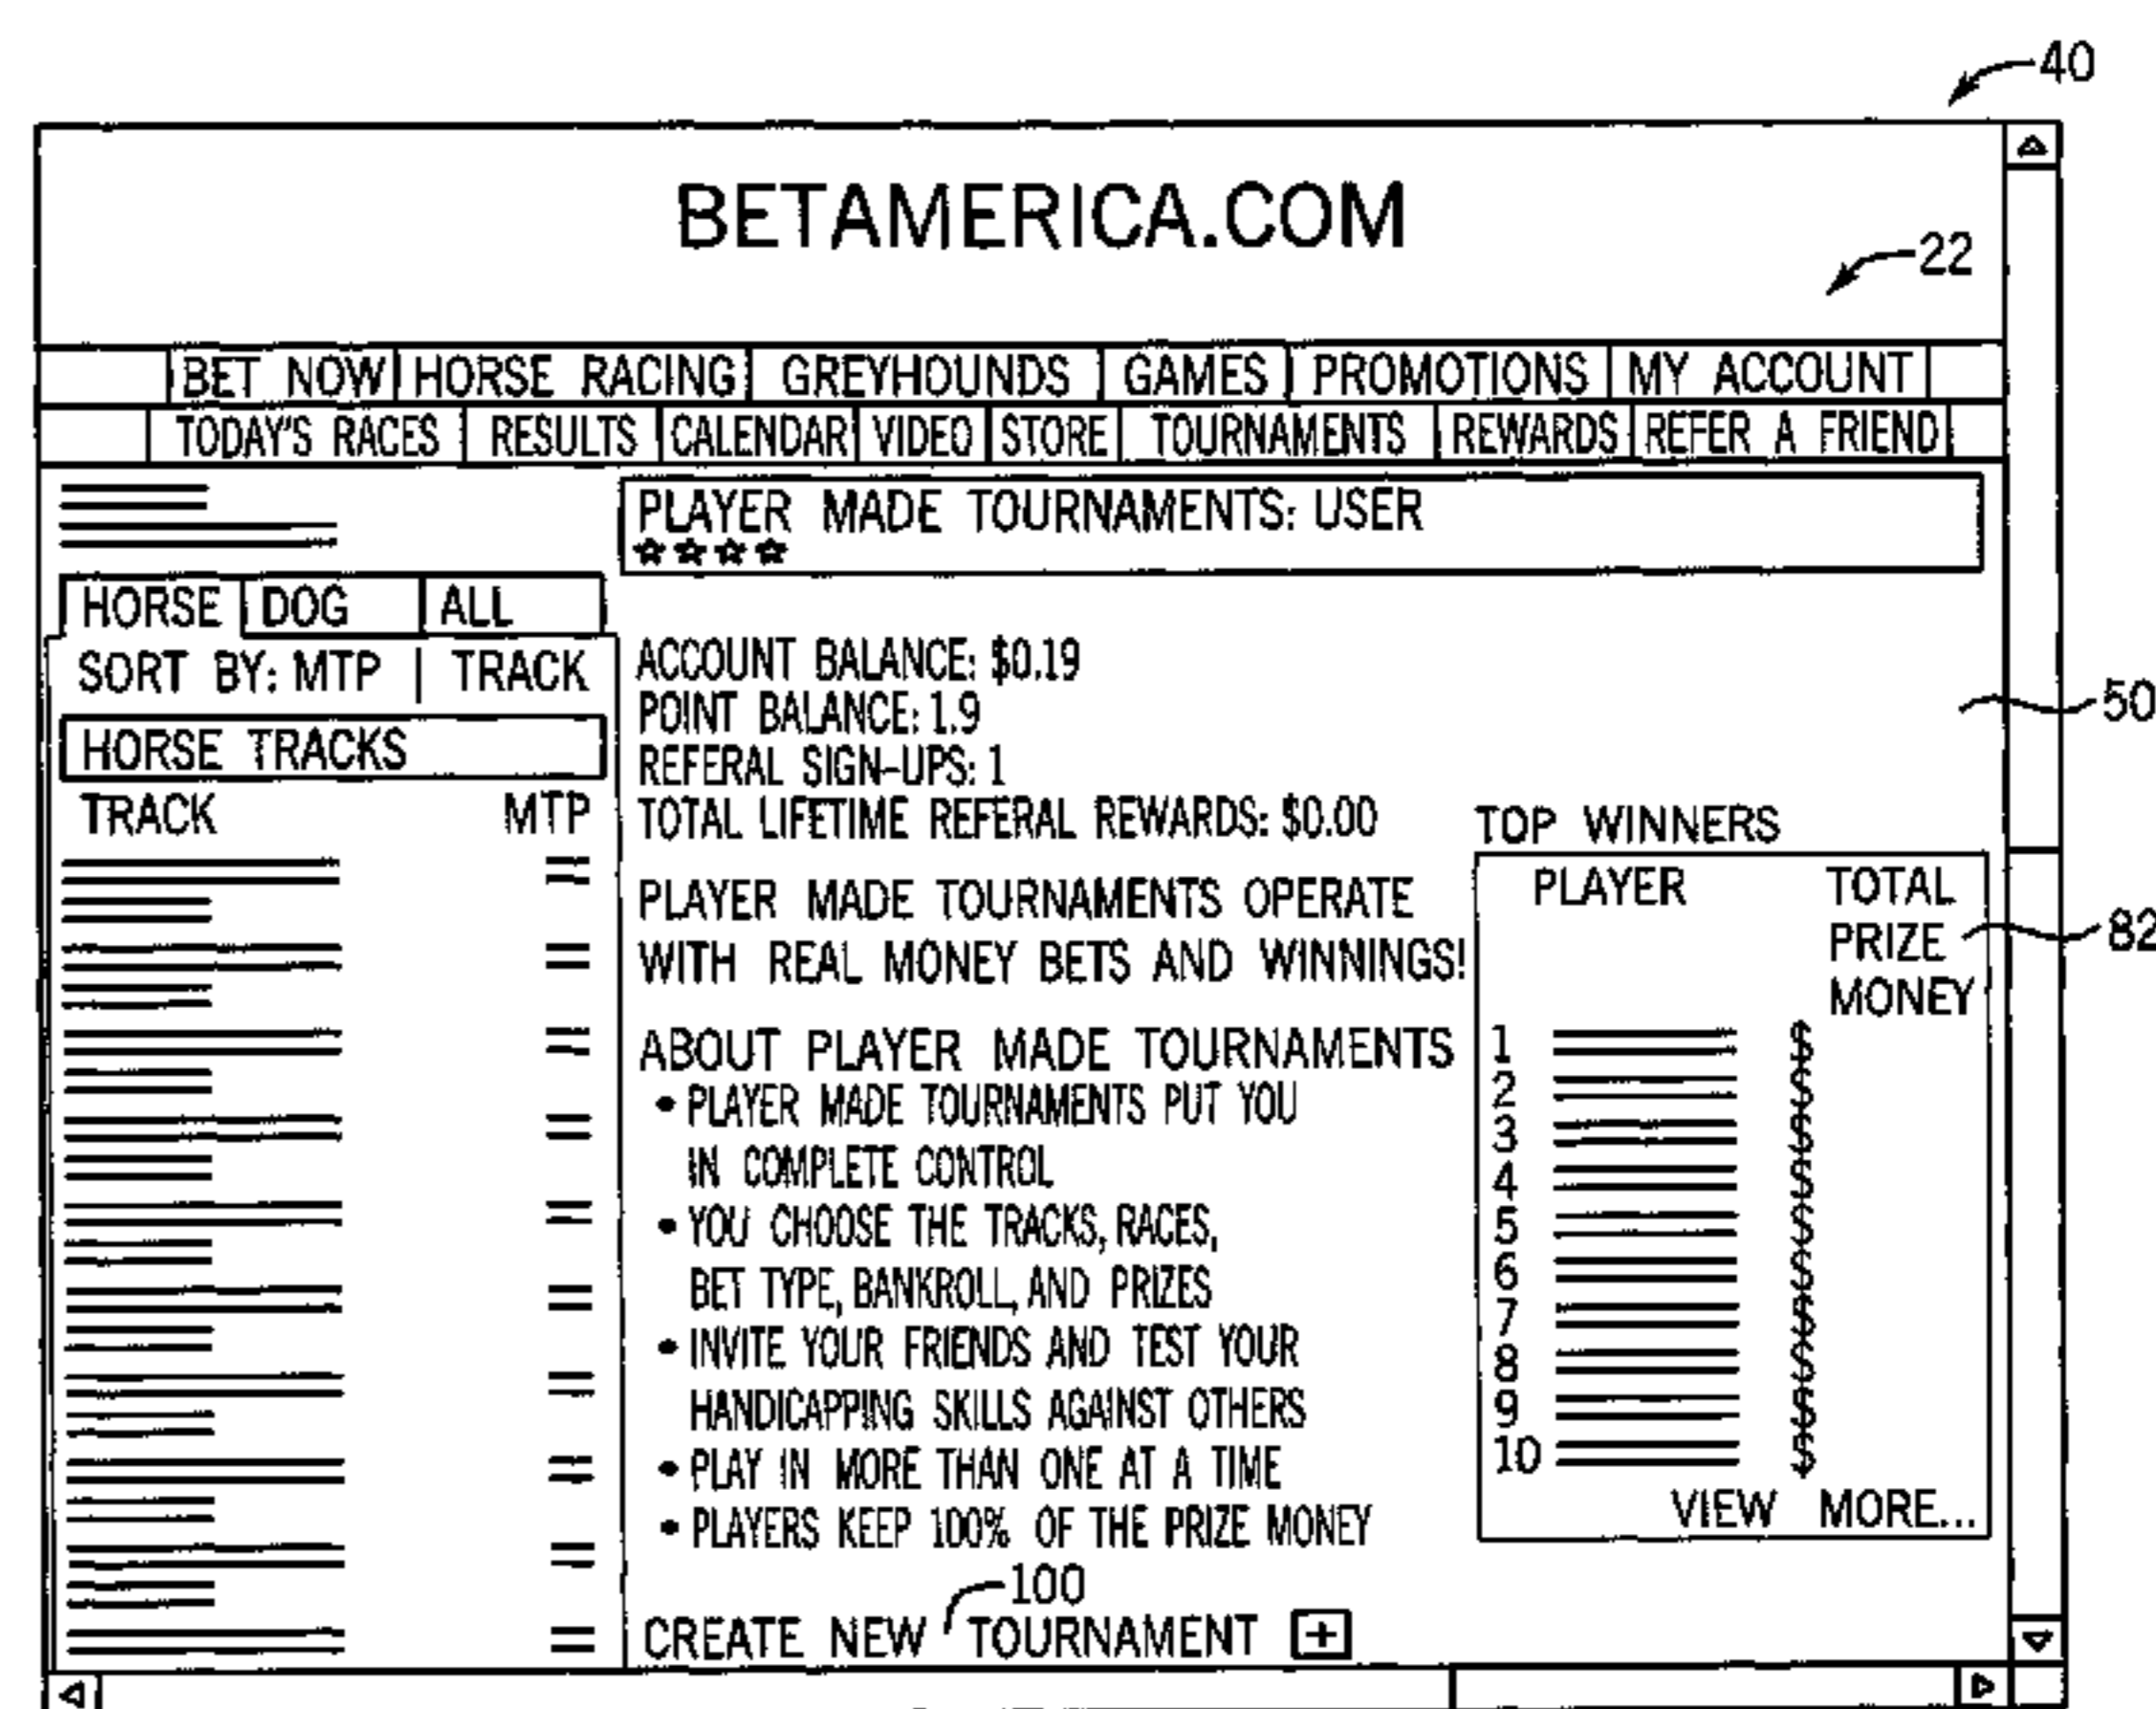 40
BETAMERICA.COM
22
BET NOW HORSE RACING GREYHOUNDS GAMES PROMOTIONS MY ACCOUNT
TODAY'S RACES RESULTS CALENDAR VIDEO STORE TOURNAMENTS REWARDS REFER A FRIEND
PLAYER MADE TOURNAMENTS: USER
HORSE DOG ALL
SORT BY: MTP | TRACK
HORSE TRACKS
TRACK MTP
ACCOUNT BALANCE: $0.19
POINT BALANCE: 1.9
REFERAL SIGN-UPS: 1
TOTAL LIFETIME REFERAL REWARDS: $0.00
50
PLAYER MADE TOURNAMENTS OPERATE
WITH REAL MONEY BETS AND WINNINGS!
ABOUT PLAYER MADE TOURNAMENTS
• PLAYER MADE TOURNAMENTS PUT YOU
IN COMPLETE CONTROL
• YOU CHOOSE THE TRACKS, RACES,
BET TYPE, BANKROLL, AND PRIZES
• INVITE YOUR FRIENDS AND TEST YOUR
HANDICAPPING SKILLS AGAINST OTHERS
• PLAY IN MORE THAN ONE AT A TIME
• PLAYERS KEEP 100% OF THE PRIZE MONEY
100
CREATE NEW TOURNAMENT +
TOP WINNERS
PLAYER TOTAL
PRIZE
MONEY
82
1 $
2 $
3 $
4 $
5 $
6 $
7 $
8 $
9 $
10 $
VIEW MORE...